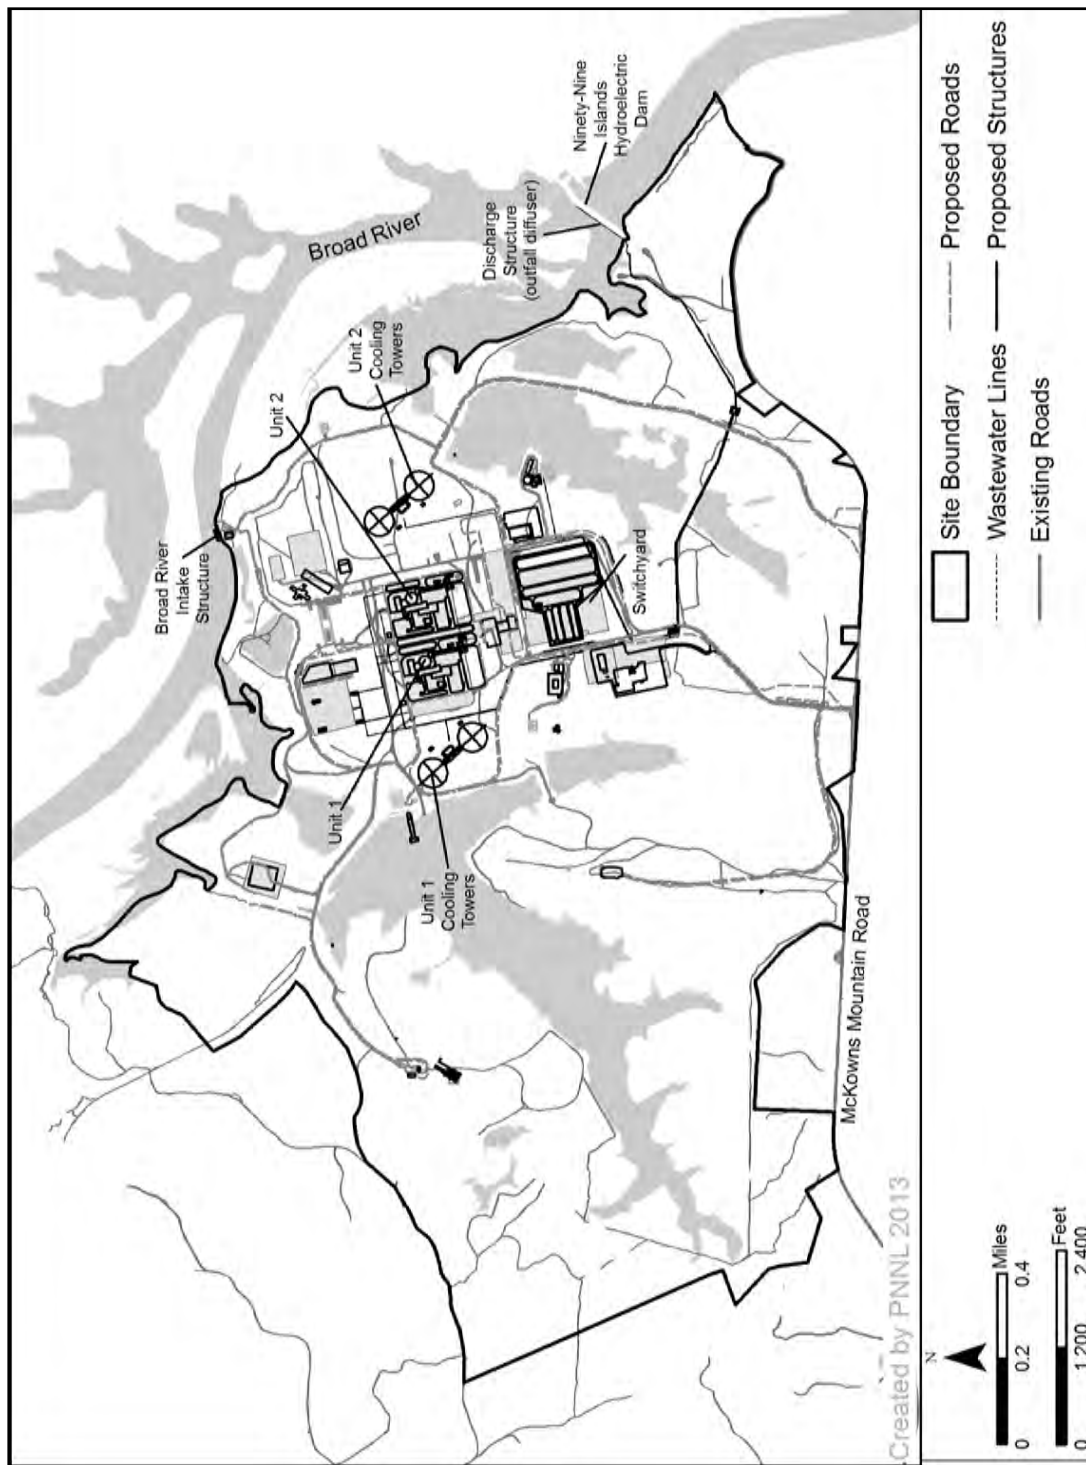 Ninety-Nine
Islands
Hydroelectric
Dam
Discharge
Structure
(outfall diffuser)
Broad River
Unit 2
Cooling
Towers
Unit 2
Broad River
Intake
Structure
Switchyard
Unit 1
Unit 1
Cooling
Towers
McKowns Mountain Road
Created by PNNL 2013
N
Miles
0 0.2 0.4
Feet
0 1,200 2,400
Site Boundary
Proposed Roads
Wastewater Lines
Proposed Structures
Existing Roads